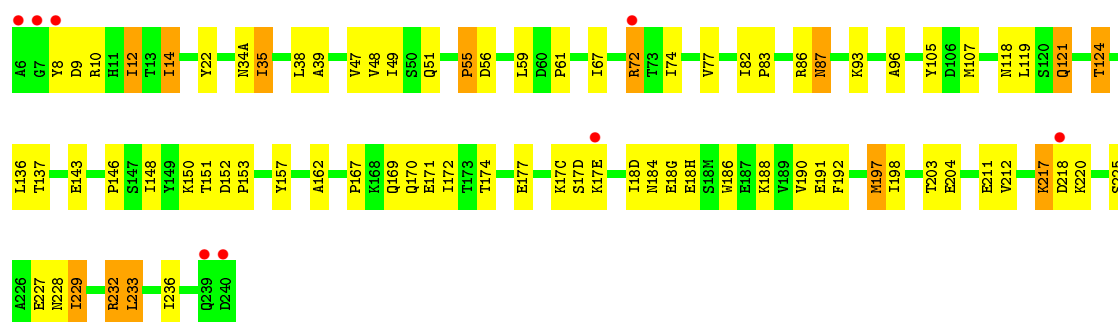 A6 G7 Y8 D9 R10 H11 I12 T13 I14 Y22 N34A I35 L38 A39 V47 V48 I49 S50 Q51 P55 D56 L59 D60 P61 I67 R72 T73 I74 V77 I82 P83 R86 N87 K93 A96 Y105 D106 M107 N118 L119 S120 Q121 T124
L136 T137 E143 P146 S147 I148 Y149 K150 T151 D152 P153 Y157 A162 P167 K168 Q169 Q170 E171 I172 T173 T174 E177 K17C S17D K17E I18D N184 E18G E18H S18M W186 E187 K188 V189 V190 E191 F192 M197 I198 T203 E204 E211 V212 K217 D218 K220 S225
A226 E227 N228 I229 R232 L233 I236 Q239 D240